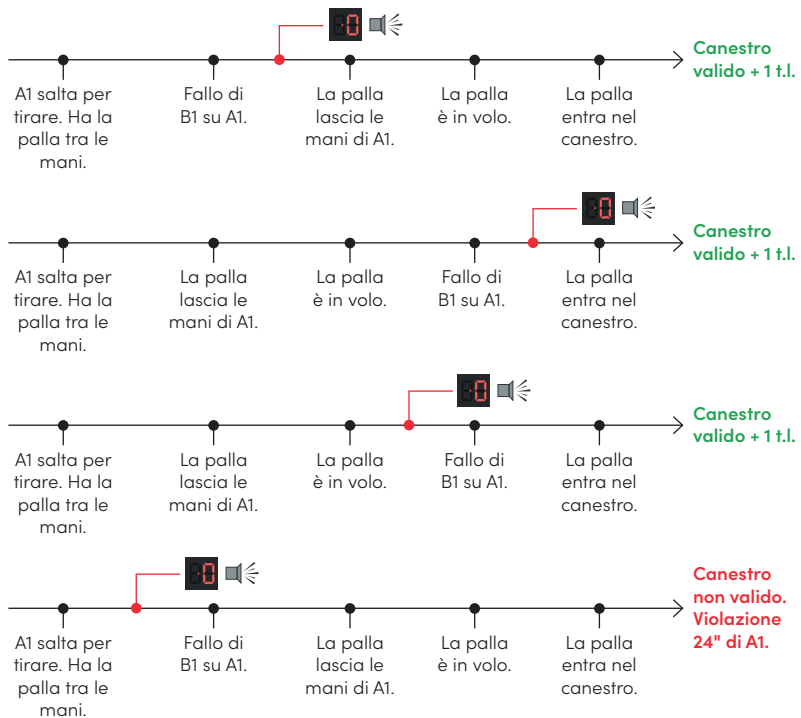 0
Canestro
valido + 1 t.l.
A1 salta per
tirare. Ha la
palla tra le
mani.
Fallo di
B1 su A1.
La palla
lascia le
mani di A1.
La palla
è in volo.
La palla
entra nel
canestro.
0
Canestro
valido + 1 t.l.
A1 salta per
tirare. Ha la
palla tra le
mani.
La palla
lascia le
mani di A1.
La palla
è in volo.
Fallo di
B1 su A1.
La palla
entra nel
canestro.
0
Canestro
valido + 1 t.l.
A1 salta per
tirare. Ha la
palla tra le
mani.
La palla
lascia le
mani di A1.
La palla
è in volo.
Fallo di
B1 su A1.
La palla
entra nel
canestro.
0
Canestro
non valido.
Violazione
24" di A1.
A1 salta per
tirare. Ha la
palla tra le
mani.
Fallo di
B1 su A1.
La palla
lascia le
mani di A1.
La palla
è in volo.
La palla
entra nel
canestro.